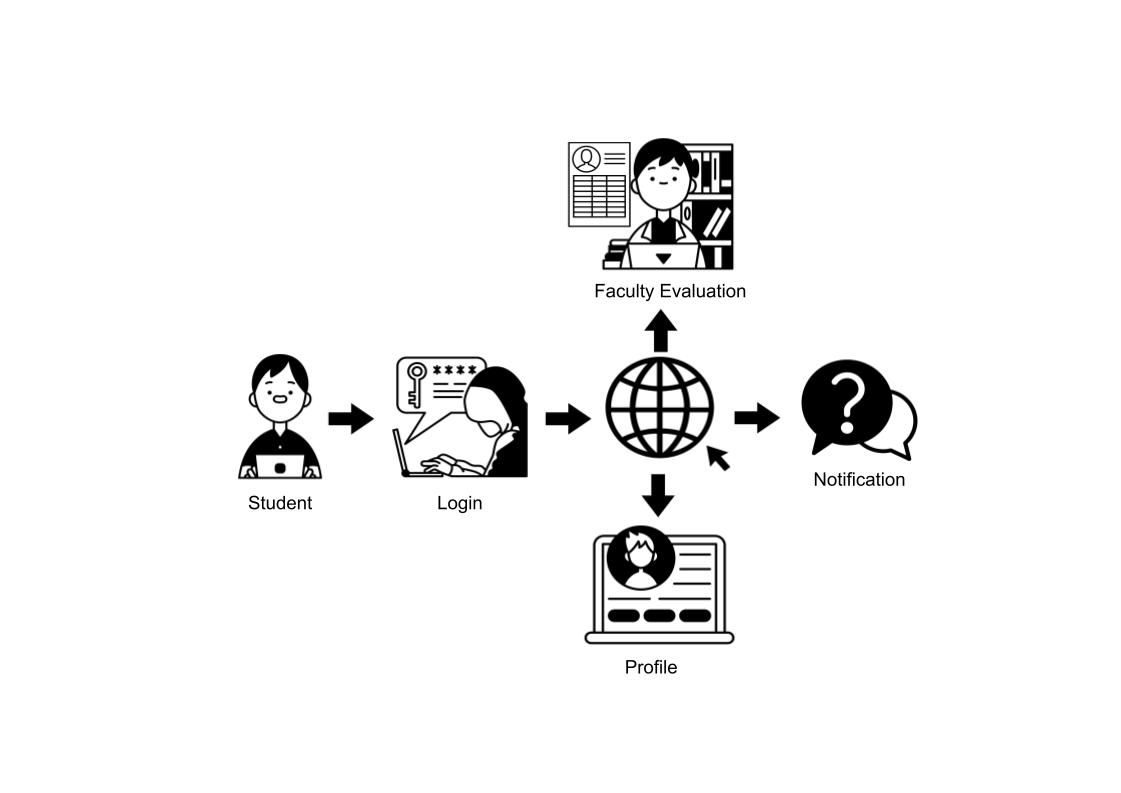 Faculty Evaluation
****
?
Student
Login
Notification
Profile